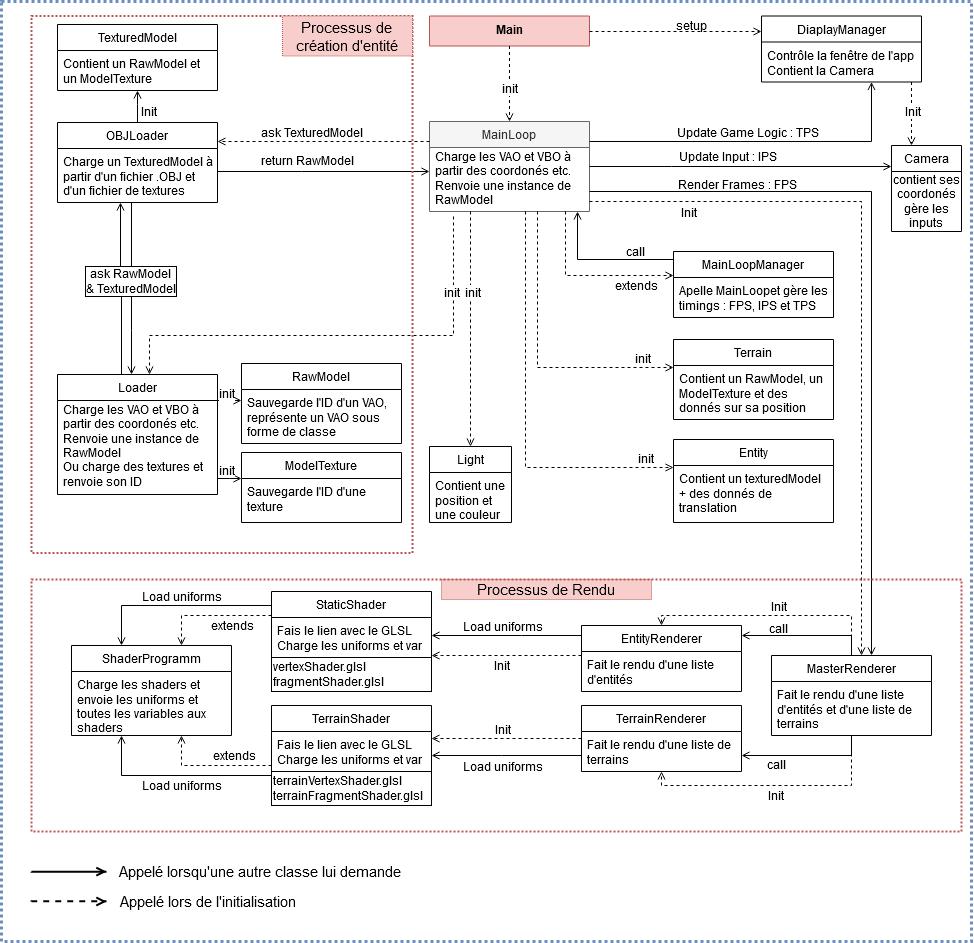 Processus de
création d'entité
TexturedModel
Contient un RawModel et
un ModelTexture
Init
OBJLoader
Charge un TexturedModel à
partir d'un fichier .OBJ et
d'un fichier de textures
ask TexturedModel
return RawModel
ask RawModel
& TexturedModel
Loader
Charge les VAO et VBO à
partir des coordonés etc.
Renvoie une instance de
RawModel
Ou charge des textures et
renvoie son ID
init
RawModel
Sauvegarde l'ID d'un VAO,
représente un VAO sous
forme de classe
init
ModelTexture
Sauvegarde l'ID d'une
texture
Main
setup
init
DiaplayManager
Contrôle la fenêtre de l'app
Contient la Camera
Init
Camera
contient ses
coordonés
gère les
inputs
MainLoop
Charge les VAO et VBO à
partir des coordonés etc.
Renvoie une instance de
RawModel
Update Game Logic : TPS
Update Input : IPS
Render Frames : FPS
Init
call
extends
MainLoopManager
Apelle MainLoopet gère les
timings : FPS, IPS et TPS
init
init
init
Terrain
Contient un RawModel, un
ModelTexture et des
donnés sur sa position
init
Entity
Contient un texturedModel
+ des donnés de
translation
Light
Contient une
position et
une couleur
Processus de Rendu
Load uniforms
extends
StaticShader
Fais le lien avec le GLSL
Charge les uniforms et var
vertexShader.glsl
fragmentShader.glsl
Load uniforms
Init
EntityRenderer
Fait le rendu d'une liste
d'entités
Init
call
ShaderProgramm
Charge les shaders et
envoie les uniforms et
toutes les variables aux
shaders
MasterRenderer
Fait le rendu d'une liste
d'entités et d'une liste de
terrains
TerrainShader
Fais le lien avec le GLSL
Charge les uniforms et var
terrainVertexShader.glsl
terrainFragmentShader.glsl
extends
Load uniforms
Init
Load uniforms
TerrainRenderer
Fait le rendu de liste de
terrains
call
Init
Appelé lorsqu'une autre classe lui demande
Appelé lors de l'initialisation